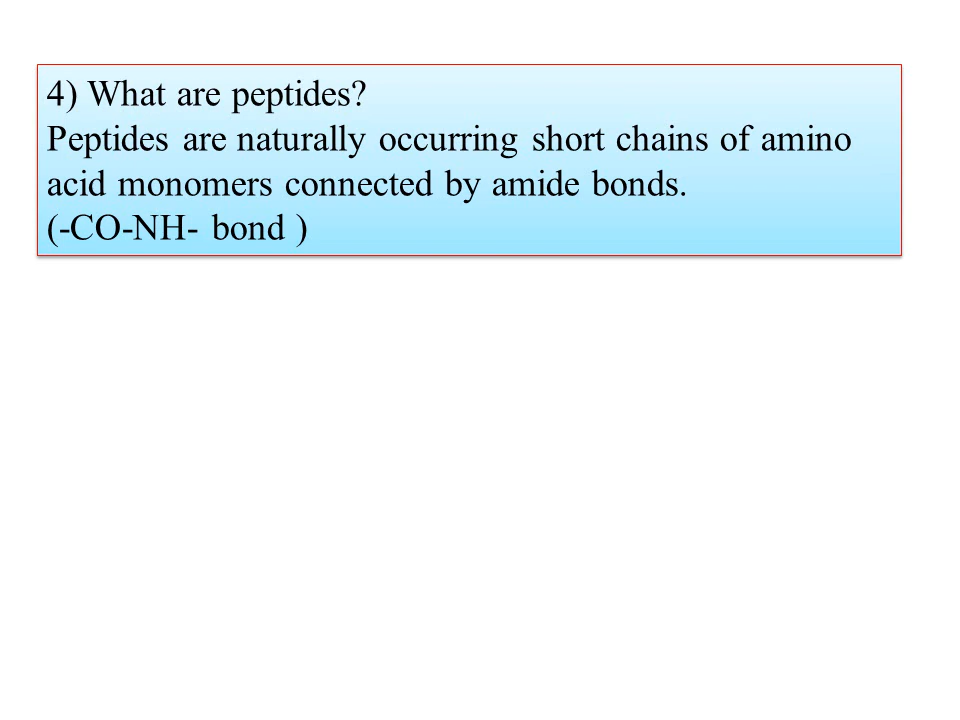 4) What are peptides?
Peptides are naturally occurring short chains of amino
acid monomers connected by amide bonds.
(-CO-NH- bond )